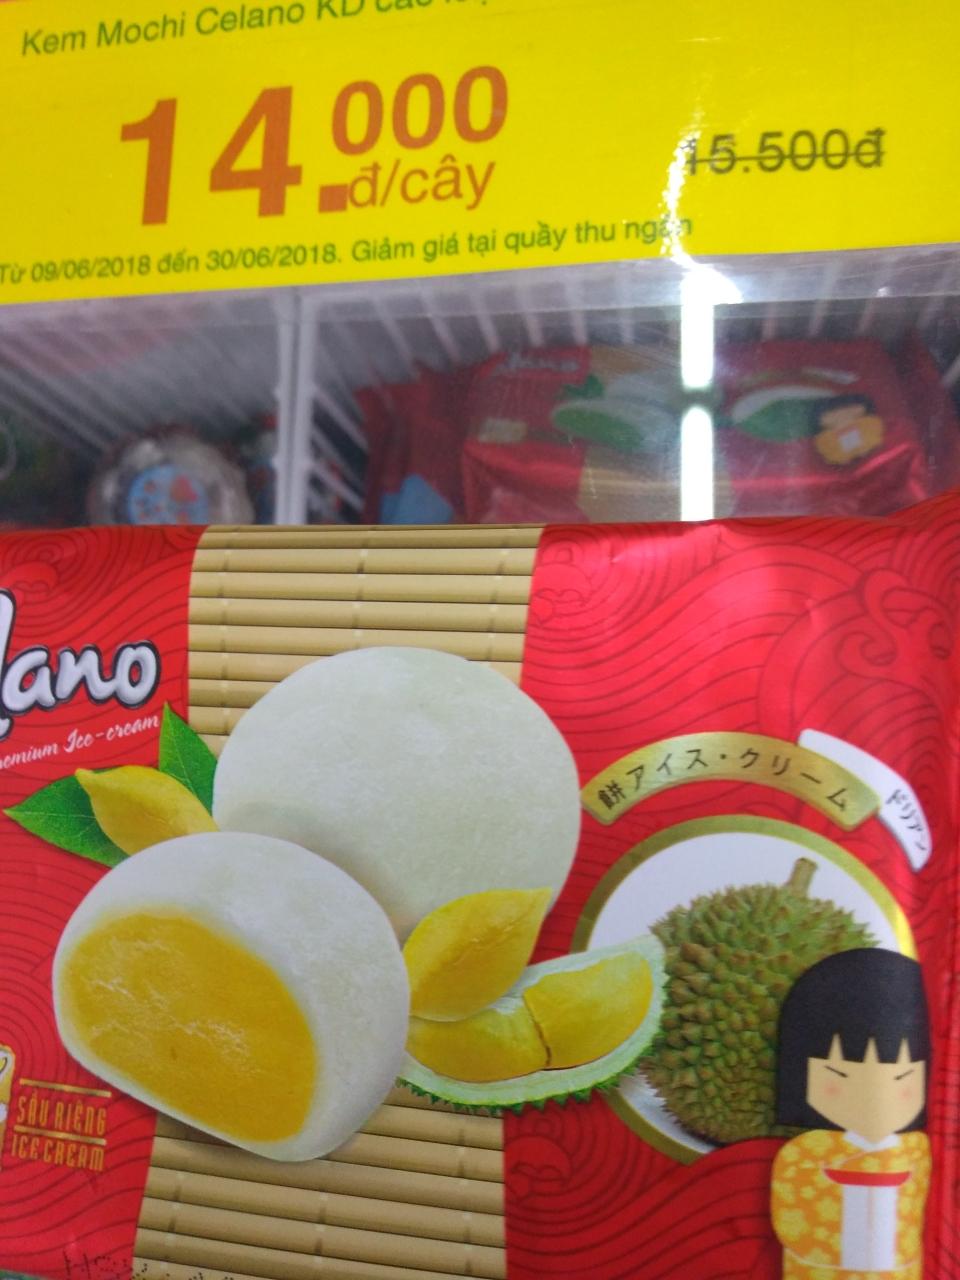 Kem Mochi Celano KD các
14.000
đ/cây
15.500đ
Từ 09/06/2018 đến 30/06/2018. Giảm giá tại quầy thu ngân
lano
Premium Ice-cream
餅アイス・クリーム
ドリアン
SẦU RIÊNG
ICE CREAM